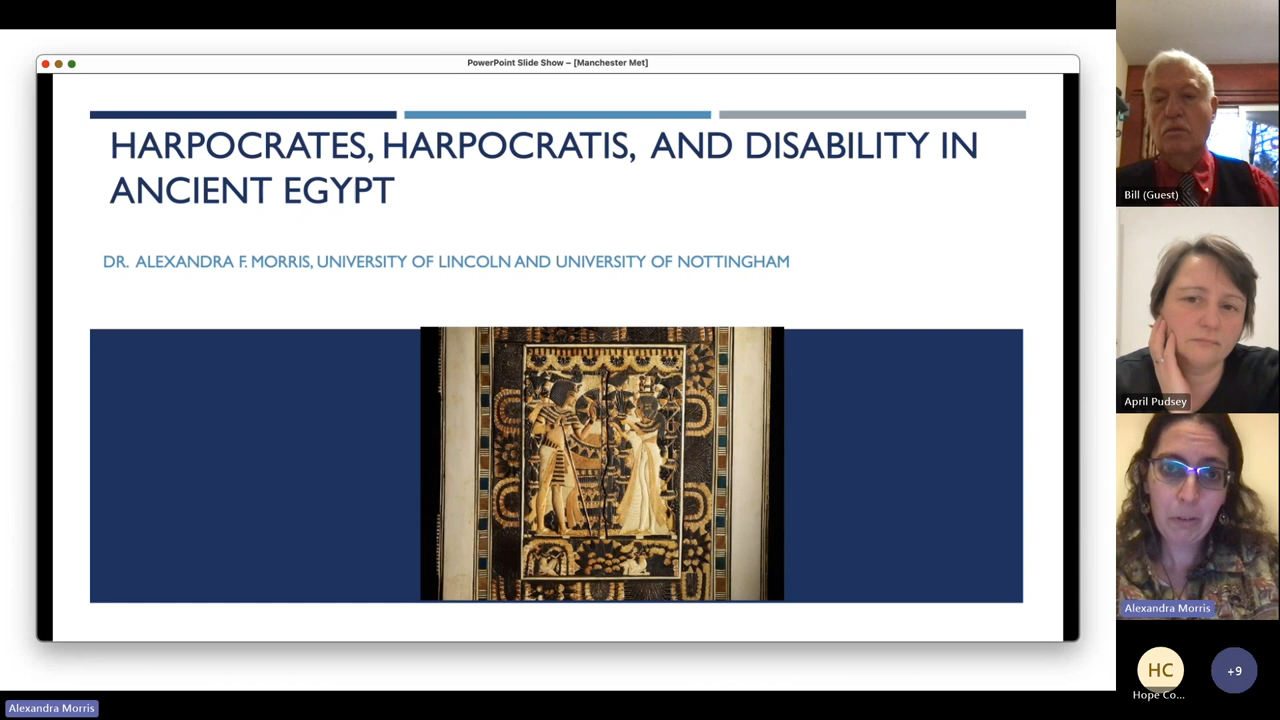 PowerPoint Slide Show – [Manchester Met]
HARPOCRATES, HARPOCRATIS, AND DISABILITY IN
ANCIENT EGYPT
DR. ALEXANDRA F. MORRIS, UNIVERSITY OF LINCOLN AND UNIVERSITY OF NOTTINGHAM
Bill (Guest)
April Pudsey
Alexandra Morris
HC
+9
Hope Co...
Alexandra Morris